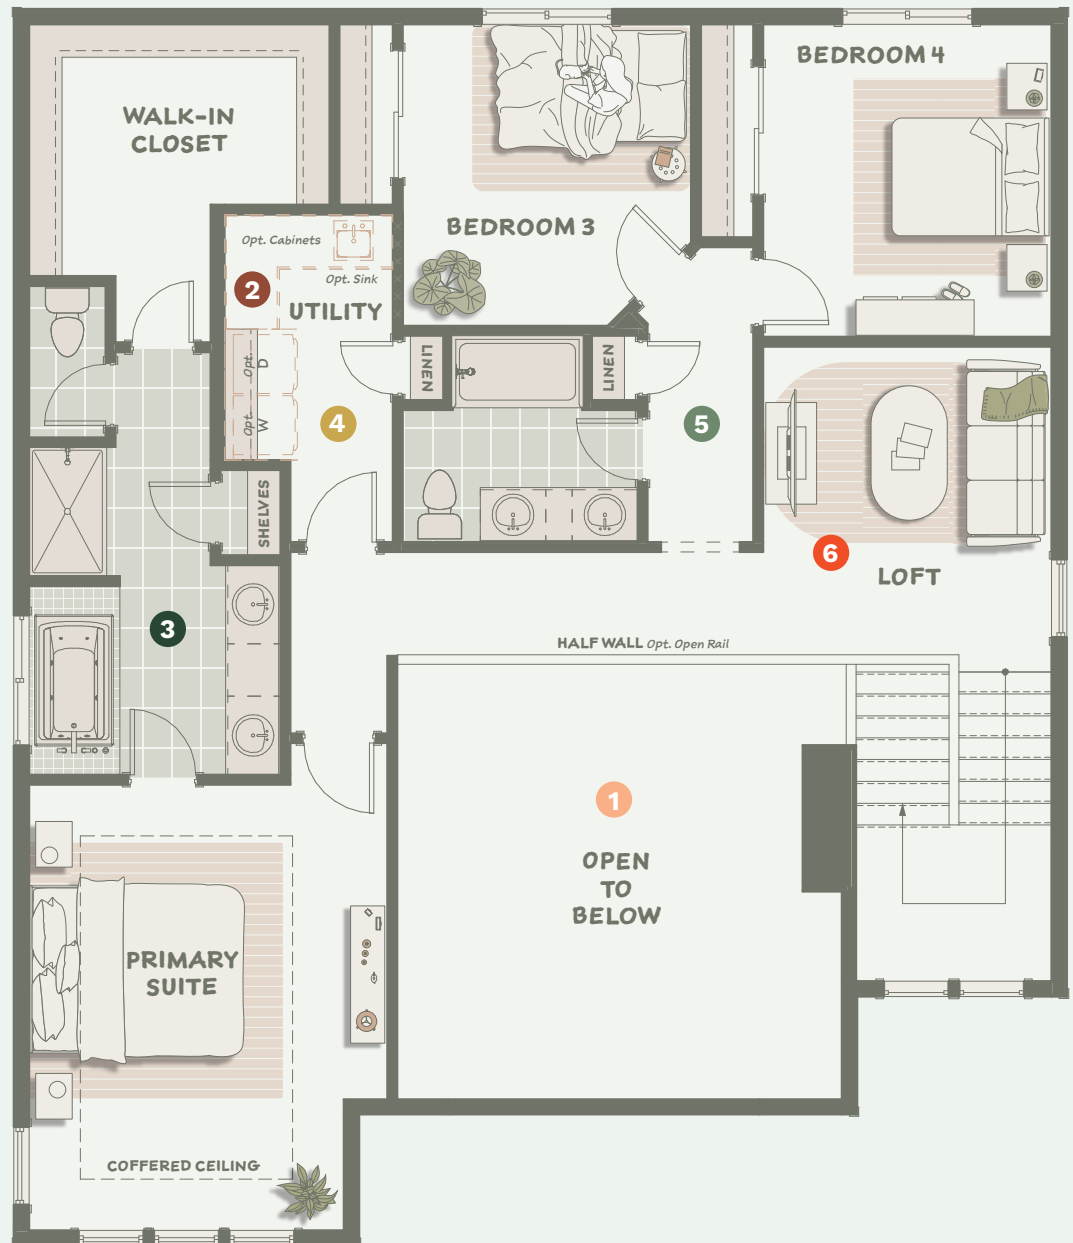 BEDROOM 4
WALK-IN
CLOSET
BEDROOM 3
Opt. Cabinets
Opt. Sink
2
UTILITY
Opt.
D
Opt.
W
LINEN
LINEN
4
5
SHELVES
6
LOFT
3
HALF WALL Opt. Open Rail
1
OPEN
TO
BELOW
PRIMARY
SUITE
COFFERED CEILING